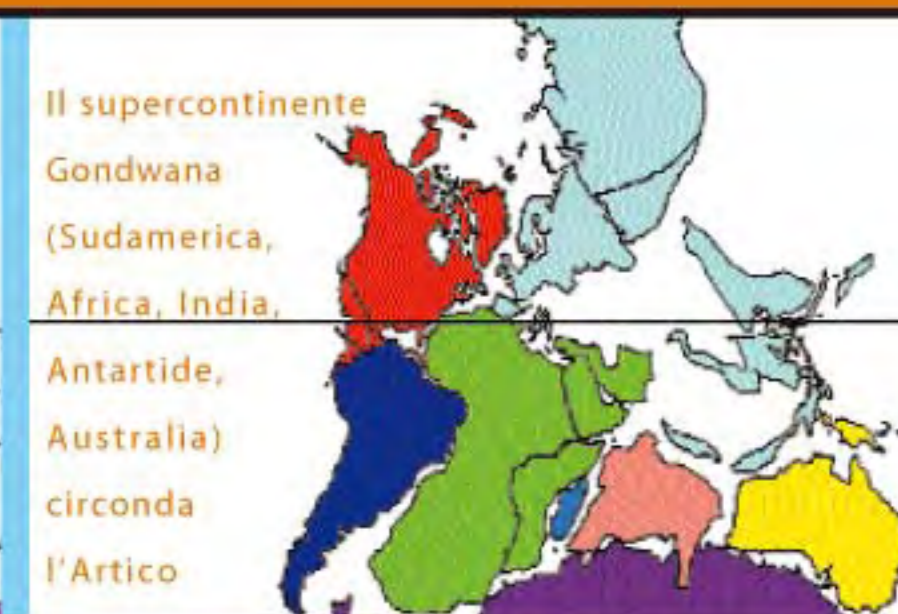 Il supercontinente
Gondwana
(Sudamerica,
Africa, India,
Antartide,
Australia)
circonda
l'Artico